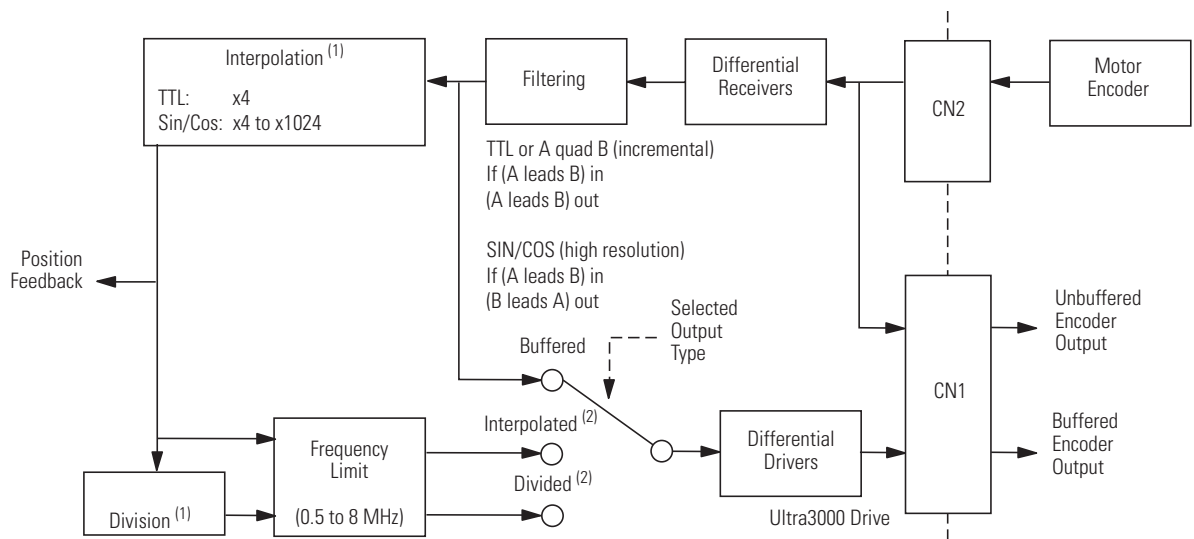 Interpolation (1)
TTL: x4
Sin/Cos: x4 to x1024
Filtering
Differential
Receivers
CN2
Motor
Encoder
TTL or A quad B (incremental)
If (A leads B) in
(A leads B) out
SIN/COS (high resolution)
If (A leads B) in
(B leads A) out
Position
Feedback
Selected
Output
Type
Buffered
Interpolated (2)
Divided (2)
Frequency
Limit
(0.5 to 8 MHz)
Division (1)
Differential
Drivers
Ultra3000 Drive
CN1
Unbuffered
Encoder
Output
Buffered
Encoder
Output